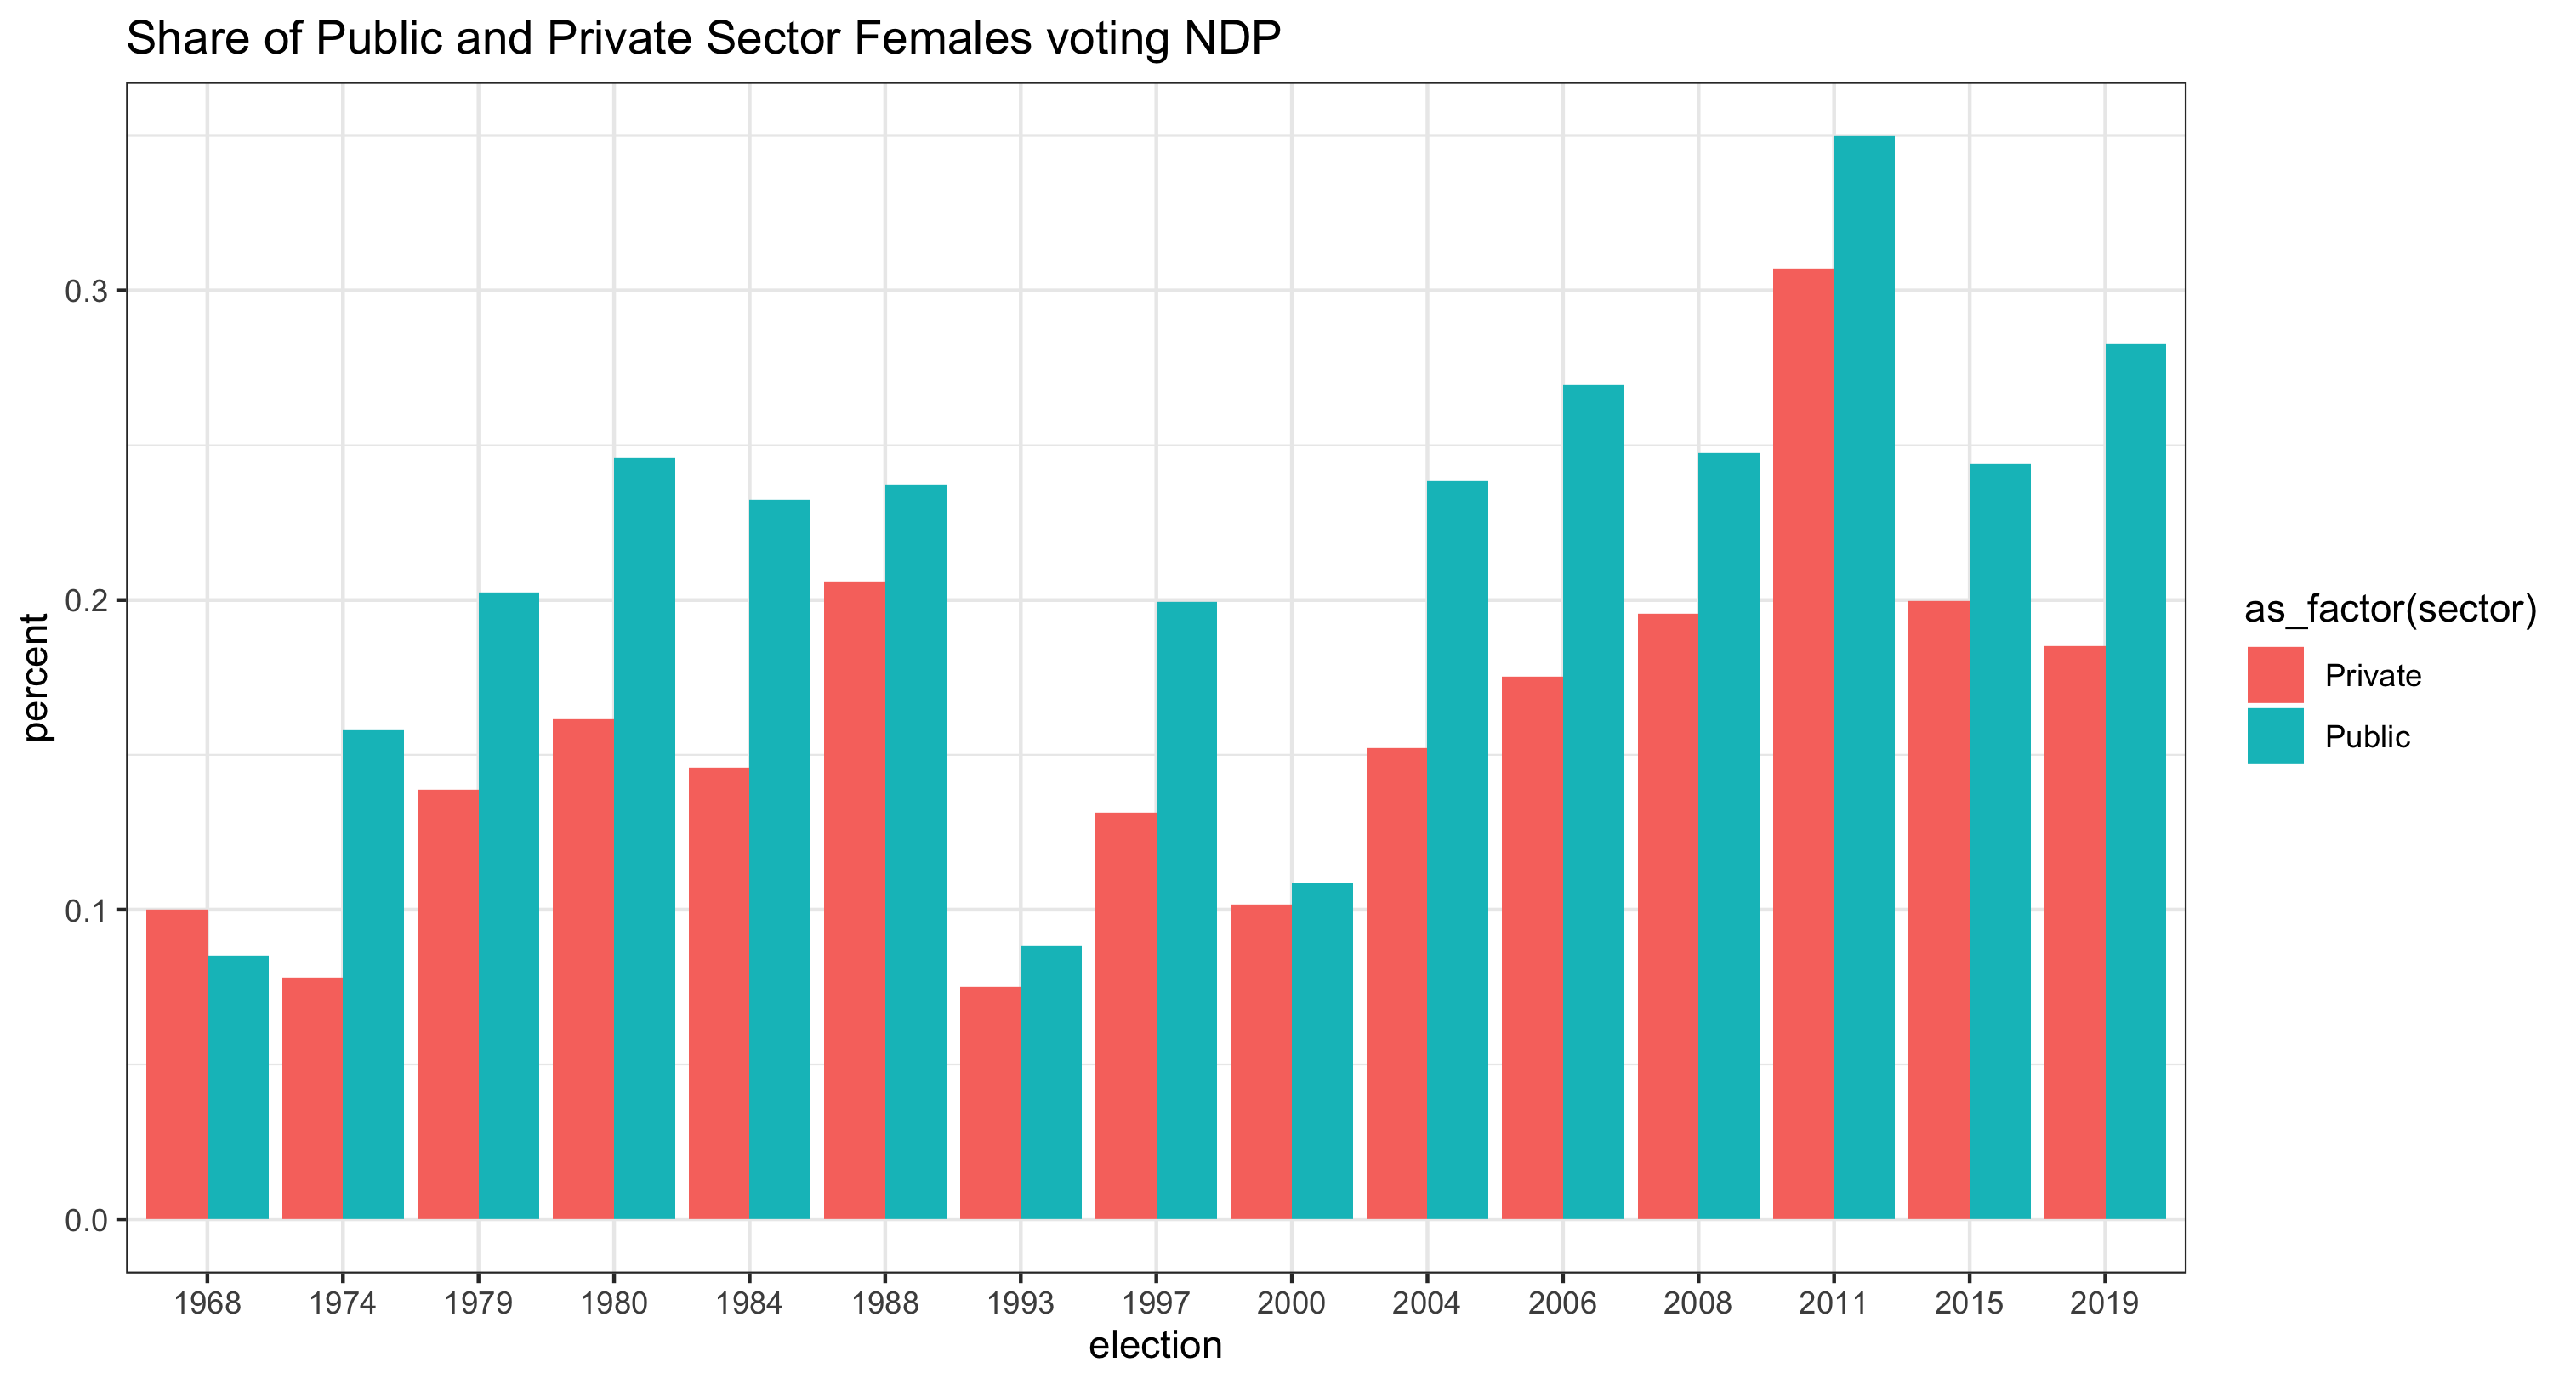 Share of Public and Private Sector Females voting NDP
percent
0.3
0.2
0.1
0.0
1968 1974 1979 1980 1984 1988 1993 1997 2000 2004 2006 2008 2011 2015 2019
election
as_factor(sector)
Private
Public